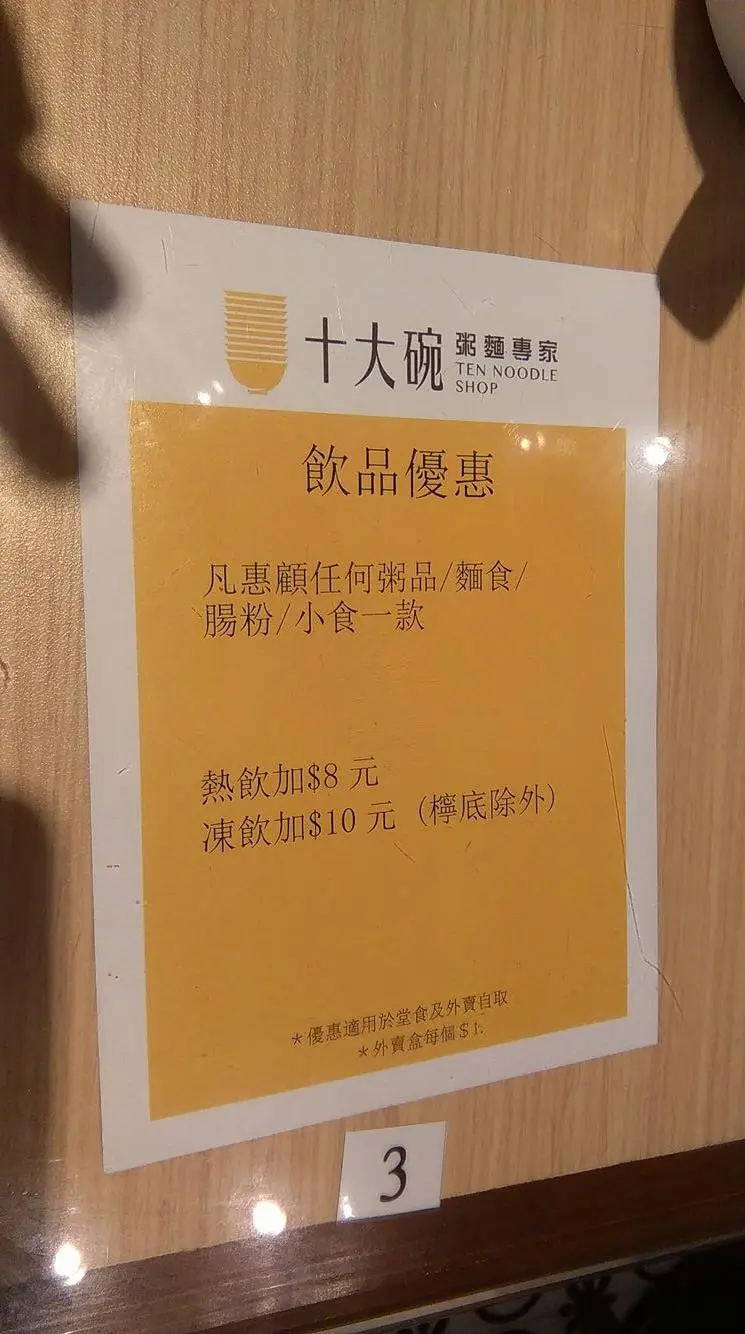 十大碗 粥麵專家
TEN NOODLE
SHOP
飲品優惠
凡惠顧任何粥品/麵食/
腸粉/小食一款
熱飲加$8 元
凍飲加$10 元 (檸底除外)
*優惠適用於堂食及外賣自取
*外賣盒每個$1.
3